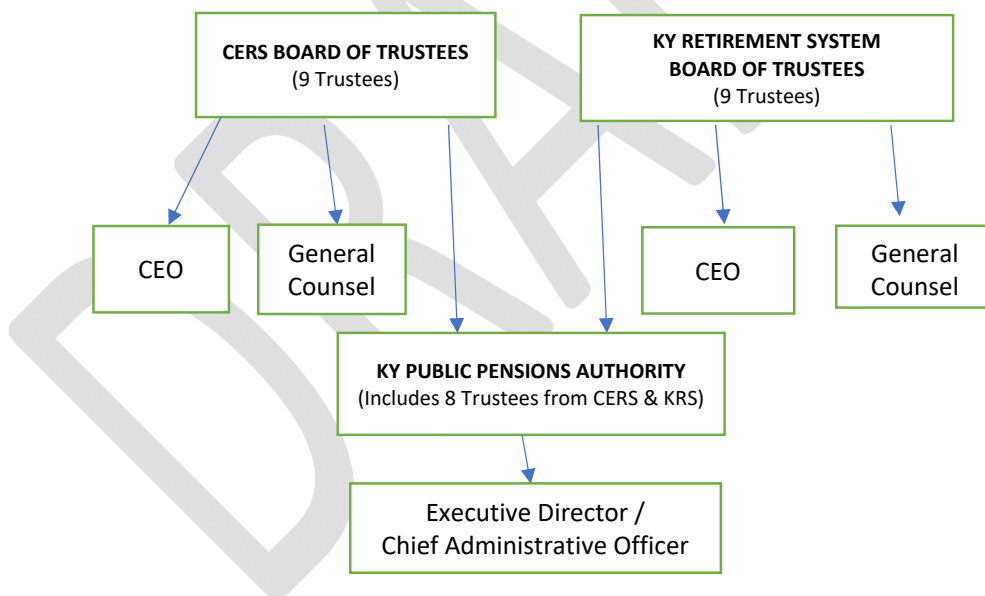 CERS BOARD OF TRUSTEES
(9 Trustees)
KY RETIREMENT SYSTEM
BOARD OF TRUSTEES
(9 Trustees)
CEO
General
Counsel
CEO
General
Counsel
KY PUBLIC PENSIONS AUTHORITY
(Includes 8 Trustees from CERS & KRS)
Executive Director /
Chief Administrative Officer